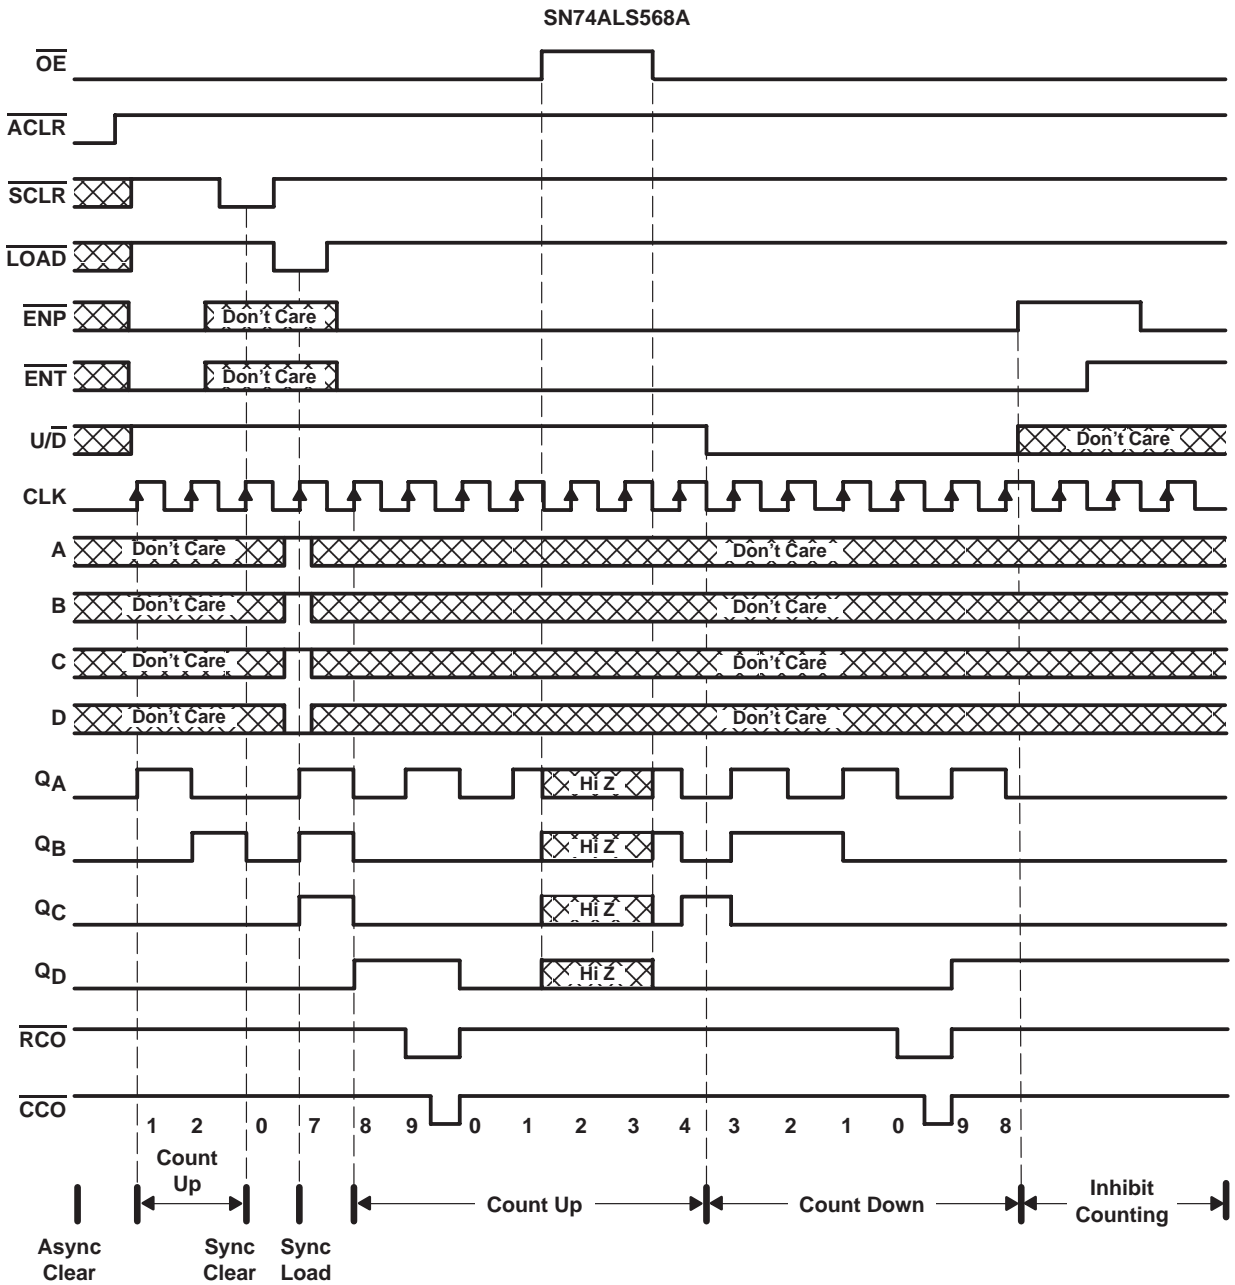 SN74ALS568A
OE
ACLR
SCLR
LOAD
ENP
Don't Care
ENT
Don't Care
U/D
Don't Care
CLK
A
Don't Care
Don't Care
B
Don't Care
Don't Care
C
Don't Care
Don't Care
D
Don't Care
Don't Care
QA
Hi Z
QB
Hi Z
QC
Hi Z
QD
Hi Z
RCO
CCO
1 2 0 7 8 9 0 1 2 3 4 3 2 1 0 9 8
Count
Up
Count Up
Count Down
Inhibit
Counting
Async
Clear
Sync
Clear
Sync
Load